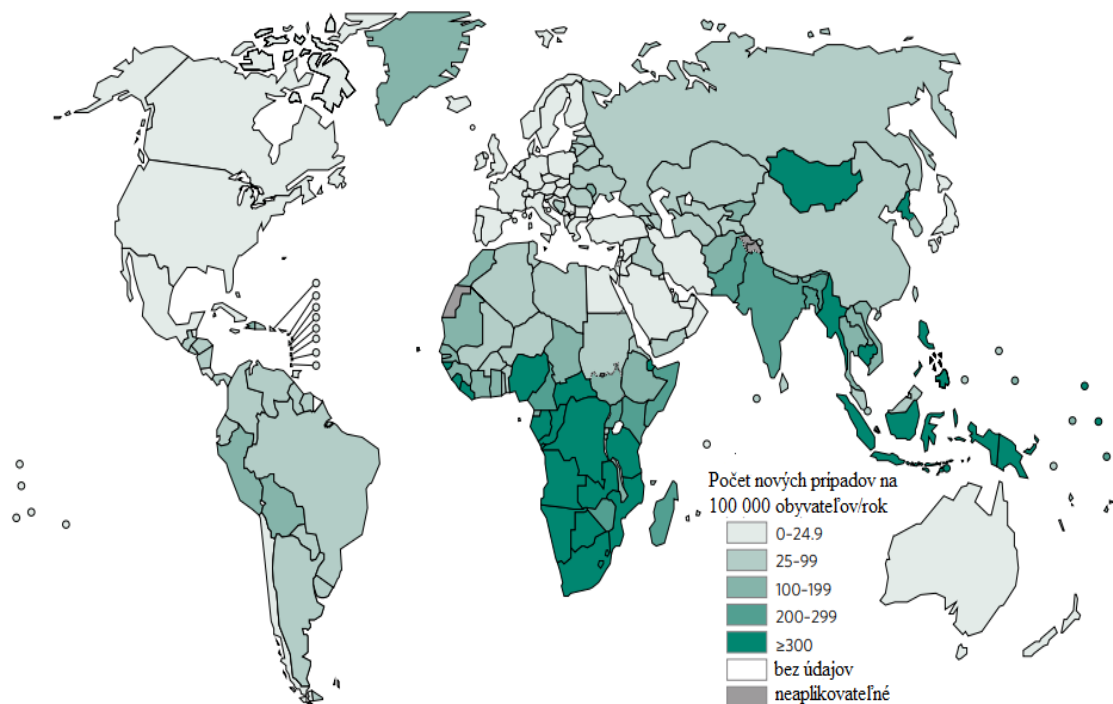 Počet nových prípadov na
100 000 obyvateľov/rok
0–24.9
25–99
100–199
200–299
≥300
bez údajov
neaplikovateľné